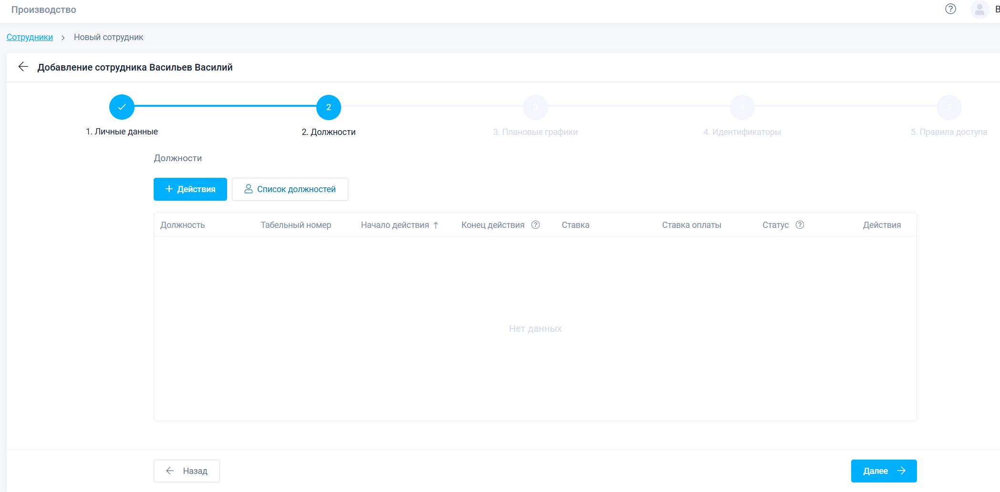 Производство
В
Сотрудники > Новый сотрудник
Добавление сотрудника Васильев Василий
2 3 4 5
1. Личные данные 2. Должности 3. Плановые графики 4. Идентификаторы 5. Правила доступа
Должности
+ Действия Список должностей
Должность Табельный номер Начало действия ↑ Конец действия ? Ставка Ставка оплаты Статус ? Действия
Нет данных
← Назад Далее →